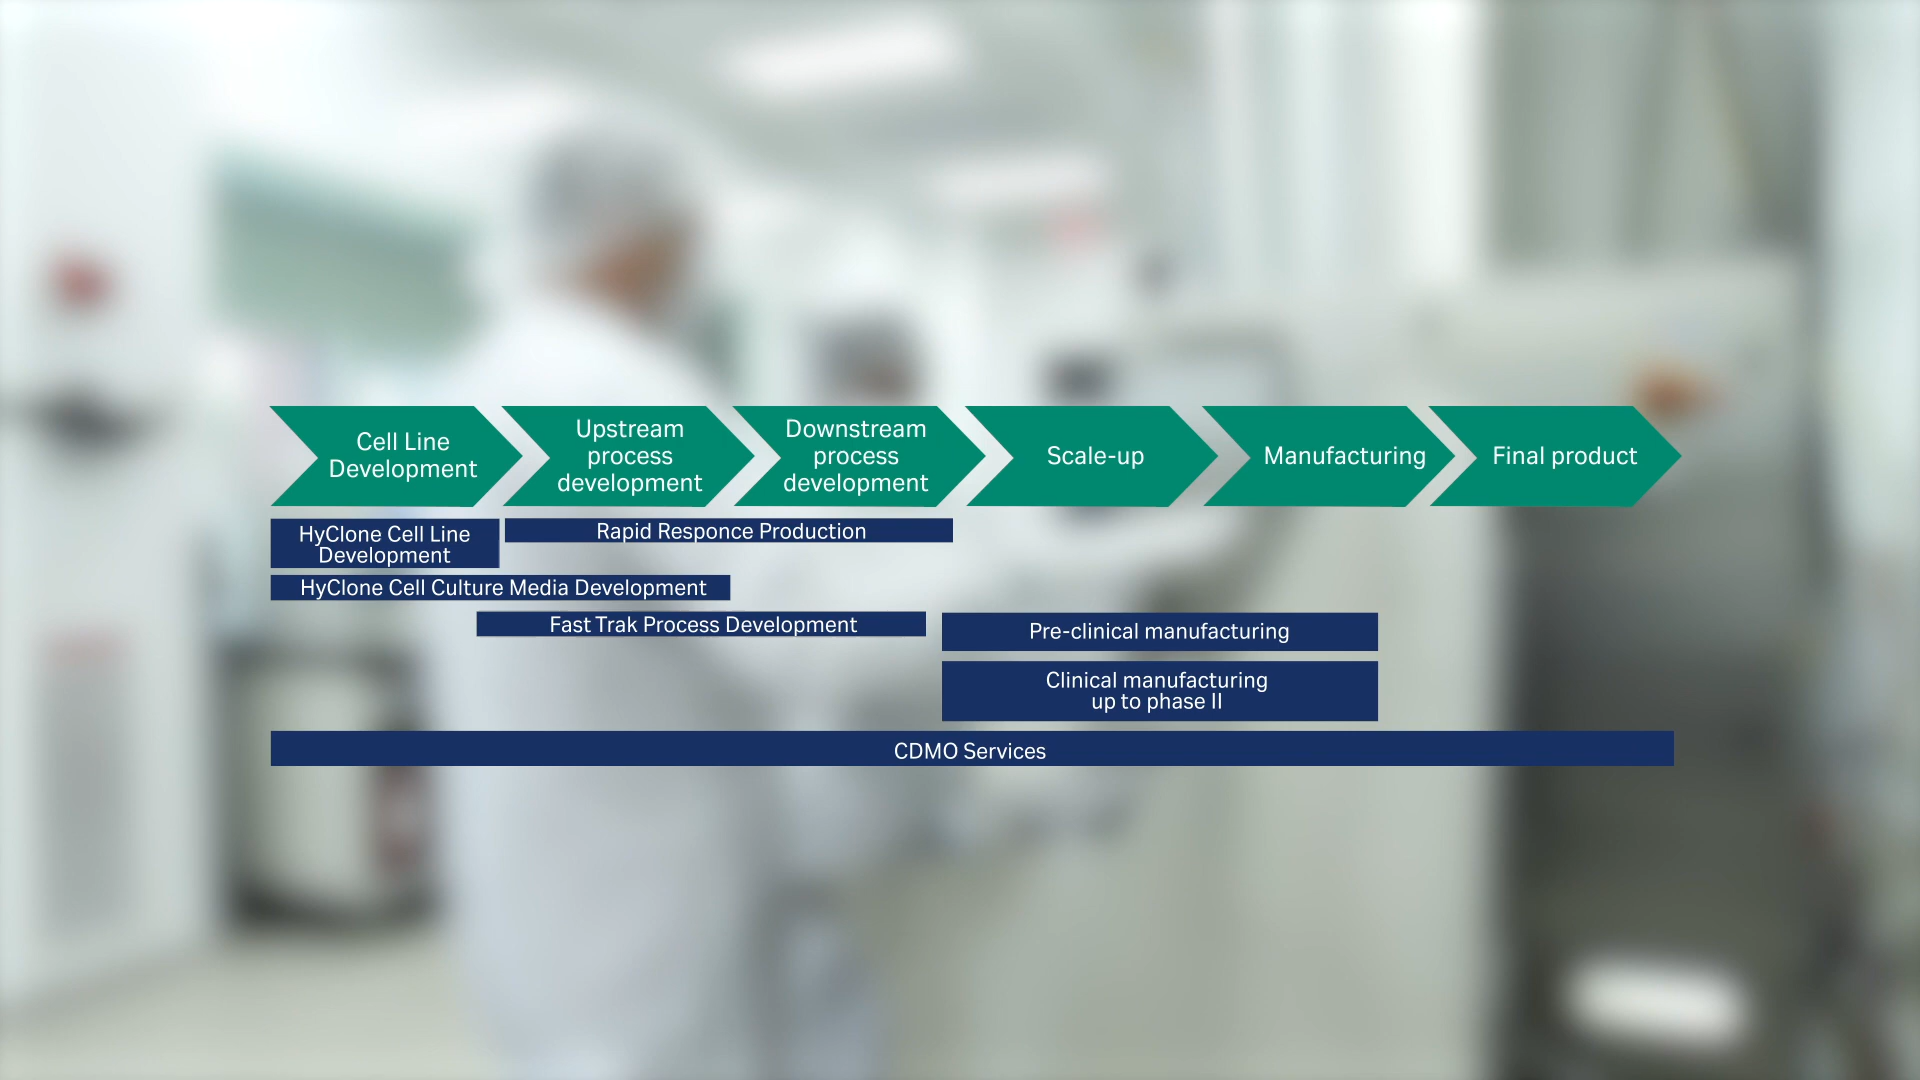 Cell Line
Development
Upstream
process
development
Downstream
process
development
Scale-up
Manufacturing
Final product
HyClone Cell Line
Development
Rapid Responce Production
HyClone Cell Culture Media Development
Fast Trak Process Development
Pre-clinical manufacturing
Clinical manufacturing
up to phase II
CDMO Services